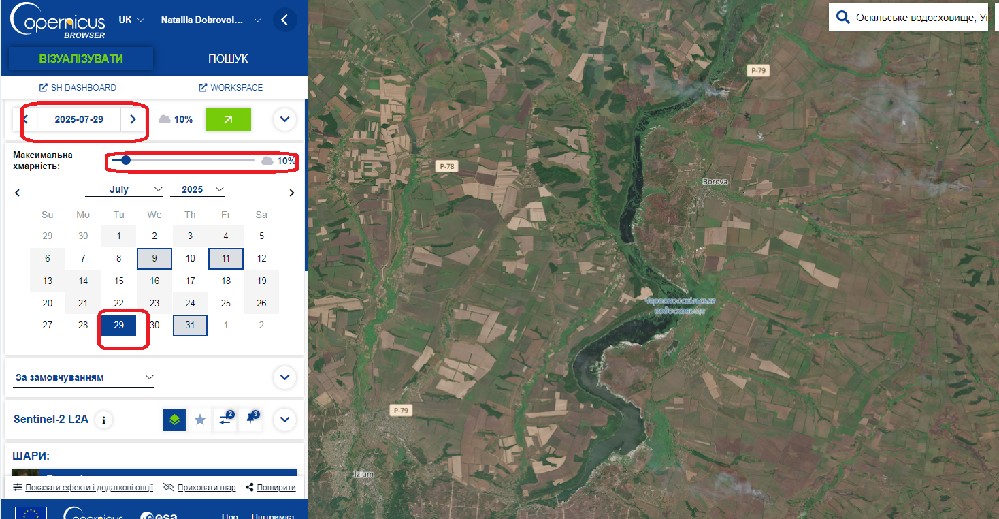 opernicus
BROWSER
UK
Nataliia Dobrovol...
ВІЗУАЛІЗУВАТИ
ПОШУК
SH DASHBOARD
WORKSPACE
2025-07-29
10%
Максимальна
хмарність:
10%
July
2025
Su Mo Tu We Th Fr Sa
29 30 1 2 3 4 5
6 7 8 9 10 11 12
13 14 15 16 17 18 19
20 21 22 23 24 25 26
27 28 29 30 31 1 2
За замовчуванням
Sentinel-2 L2A
i
2
3
ШАРИ:
Показати ефекти і додаткові опції
Приховати шар
Поширити
opernicus
esa
Про
Підтримка
Оскільське водосховище,
P-79
P-78
Borova
Червонооскільське
водосховище
P-79
Izium